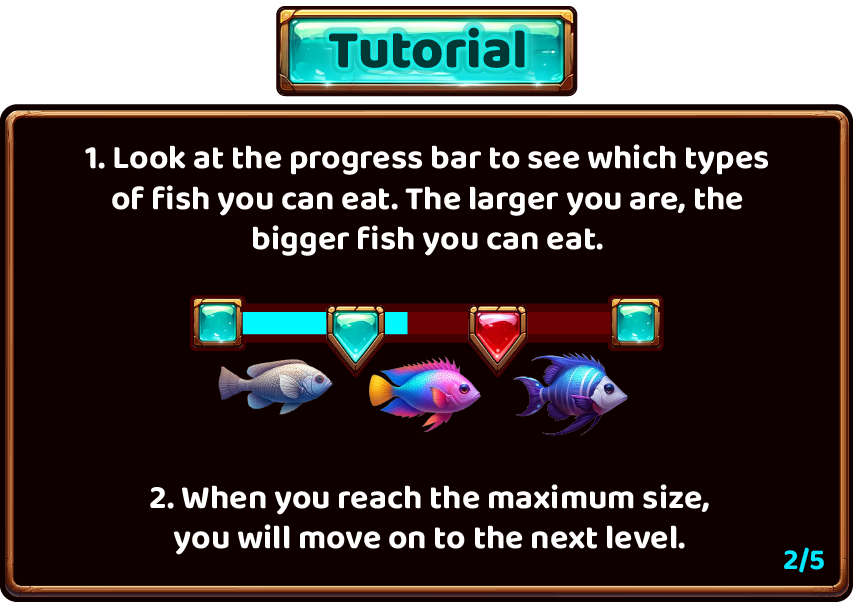 Tutorial
1. Look at the progress bar to see which types
of fish you can eat. The larger you are, the
bigger fish you can eat.
2. When you reach the maximum size,
you will move on to the next level.
2/5